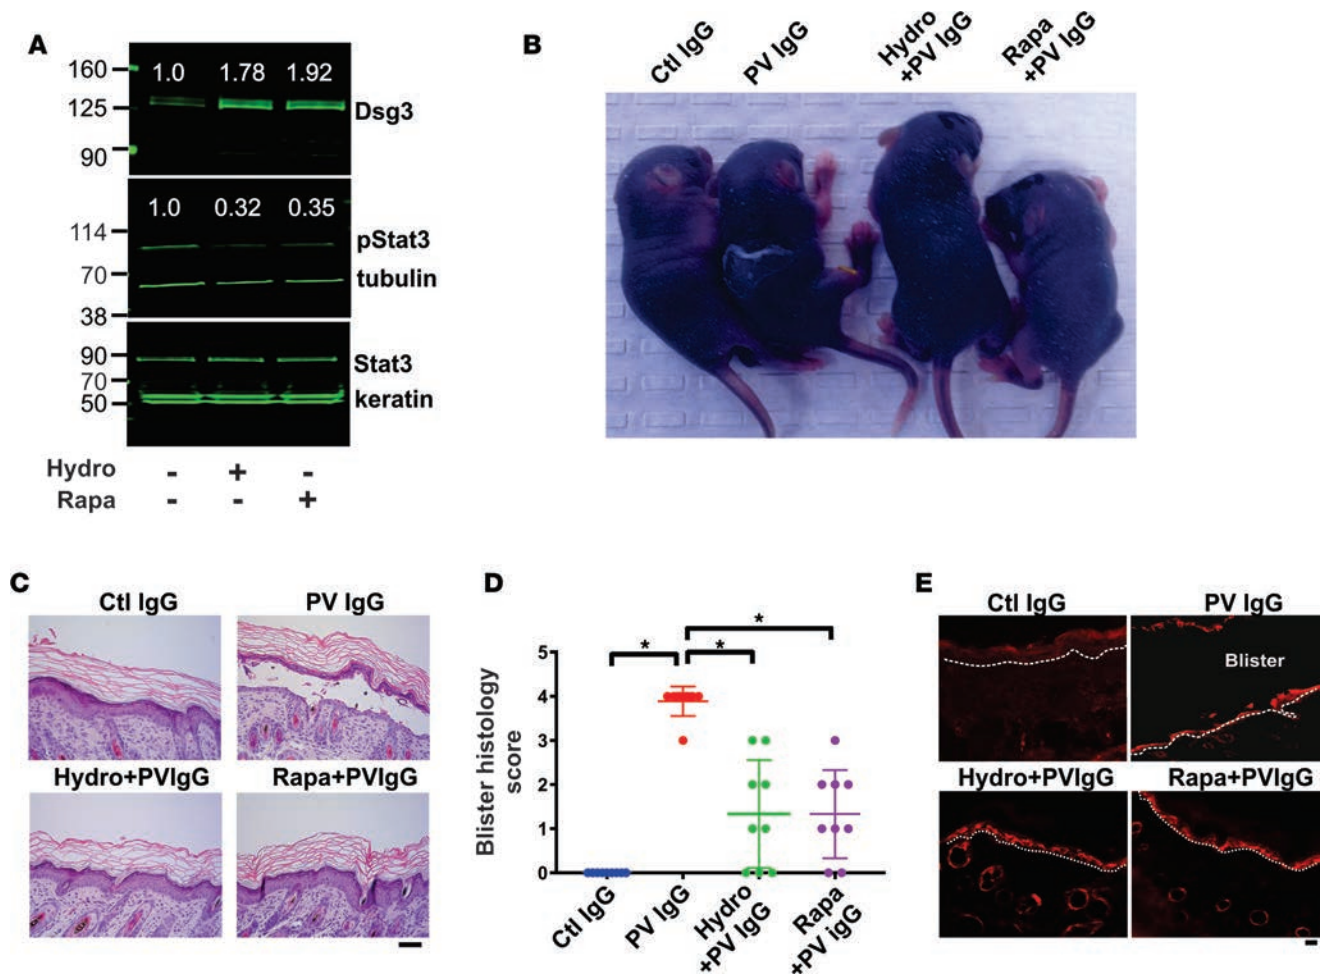 A
160
125
90
1.0 1.78 1.92
Dsg3
1.0 0.32 0.35
114
70
38
pStat3
tubulin
90
70
50
Stat3
keratin
Hydro - + -
Rapa - - +
B
Ctl IgG
PV IgG
Hydro
+PV IgG
Rapa
+PV IgG
C
Ctl IgG PV IgG
Hydro+PVIgG Rapa+PVIgG
D
Blister histology
score
5
4
3
2
1
0
*
* *
Ctl IgG
PV IgG
Hydro
+PV IgG
Rapa
+PV igG
E
Ctl IgG PV IgG
Blister
Hydro+PVIgG Rapa+PVIgG